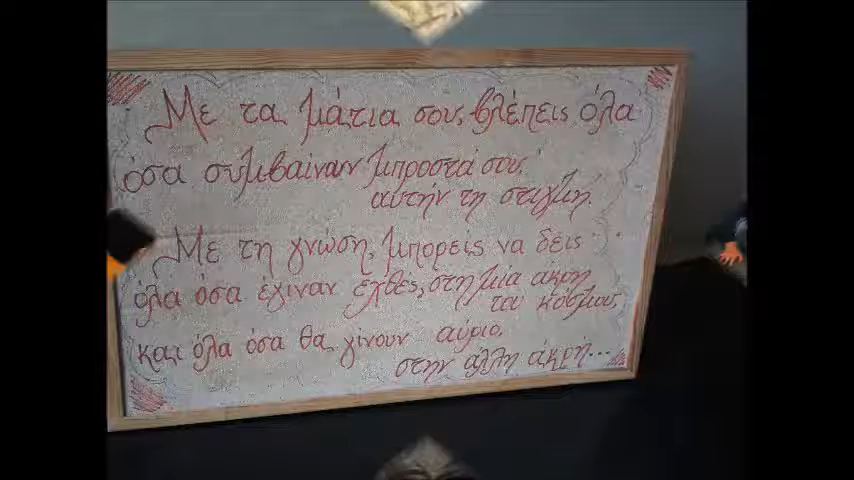 Με τα μάτια σου, βλέπεις όλα
όσα συμβαίναν μπροστά σου,
αυτήν τη στιγμή.
Με τη γνώση, μπορείς να δεις
όλα όσα έγιναν εχθές, στη μία άκρη
του κόσμου,
και όλα όσα θα γίνουν αύριο,
στην άλλη άκρη...